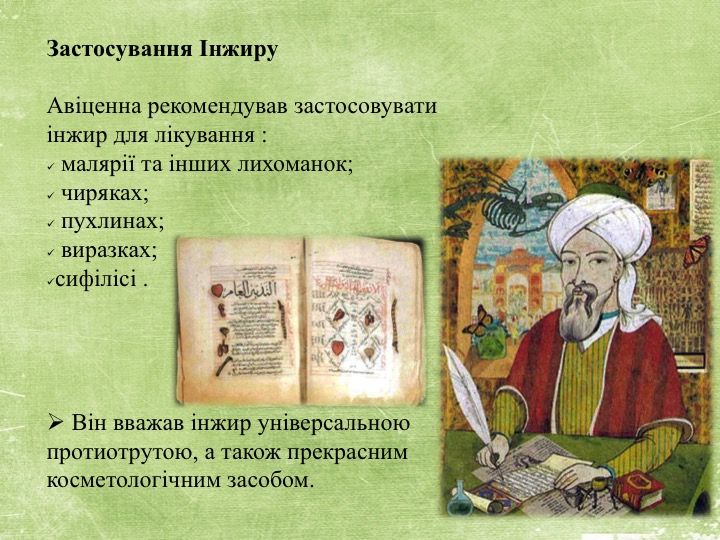 Застосування Інжиру
Авіценна рекомендував застосовувати
інжир для лікування :
✓ малярії та інших лихоманок;
✓ чиряках;
✓ пухлинах;
✓ виразках;
✓сифілісі .
➢ Він вважав інжир універсальною
протиотрутою, а також прекрасним
косметологічним засобом.